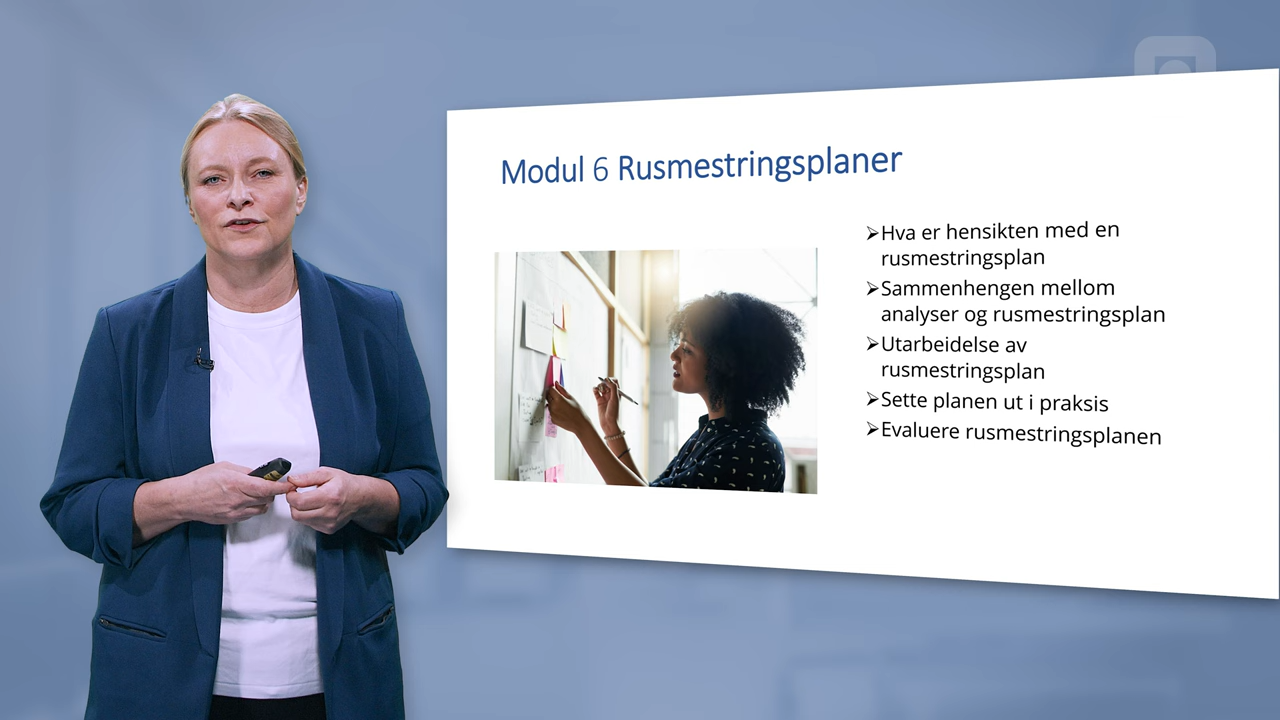 Modul 6 Rusmestringsplaner
➢Hva er hensikten med en
rusmestringsplan
➢Sammenhengen mellom
analyser og rusmestringsplan
➢Utarbeidelse av
rusmestringsplan
➢Sette planen ut i praksis
➢Evaluere rusmestringsplanen